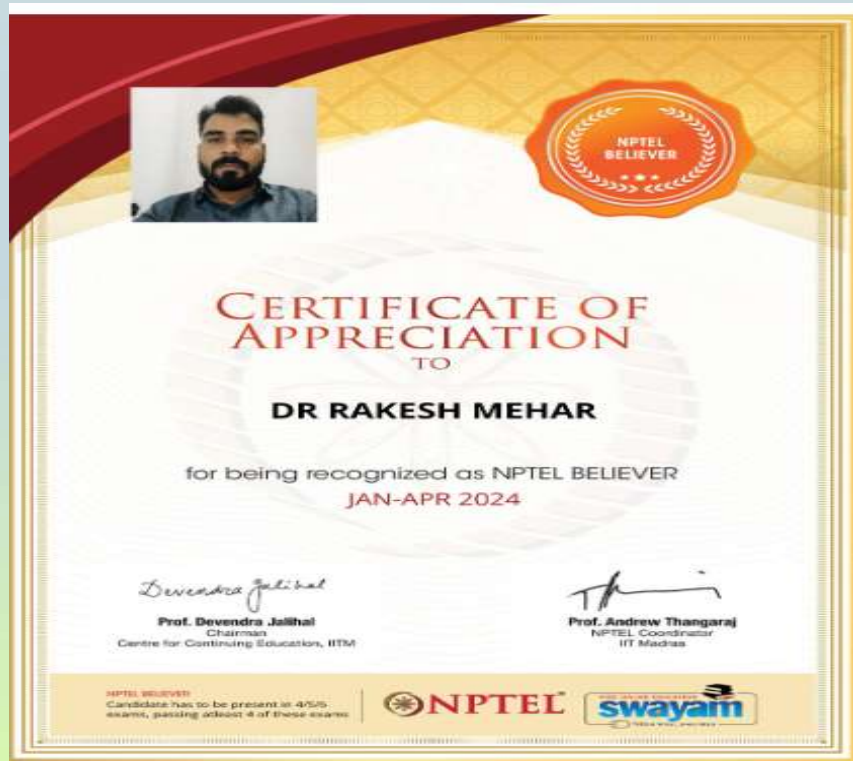 NPTEL
BELIEVER
CERTIFICATE OF
APPRECIATION
TO
DR RAKESH MEHAR
for being recognized as NPTEL BELIEVER
JAN-APR 2024
Devendra Jalihal
Prof. Devendra Jalihal
Chairman
Centre for Continuing Education, IITM
Prof. Andrew Thangaraj
NPTEL Coordinator
IIT Madras
NPTEL BELIEVER:
Candidate has to be present in 4/5/6
exams, passing atleast 4 of these exams
NPTEL
swayam